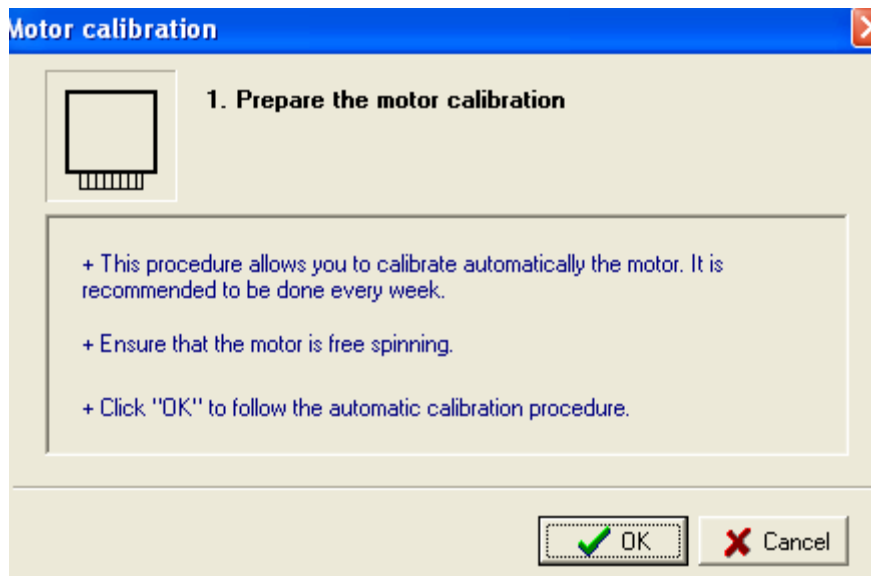 Motor calibration
1. Prepare the motor calibration
+ This procedure allows you to calibrate automatically the motor. It is
recommended to be done every week.
+ Ensure that the motor is free spinning.
+ Click "OK" to follow the automatic calibration procedure.
OK
Cancel